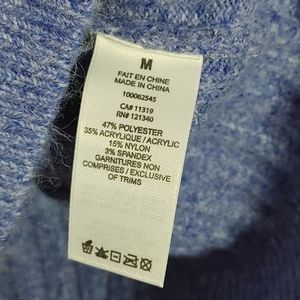 M
FAIT EN CHINE
MADE IN CHINA
100062545
CA# 11319
RN# 121340
47% POLYESTER
35% ACRYLIQUE / ACRYLIC
15% NYLON
3% SPANDEX
GARNITURES NON
COMPRISES / EXCLUSIVE
OF TRIMS